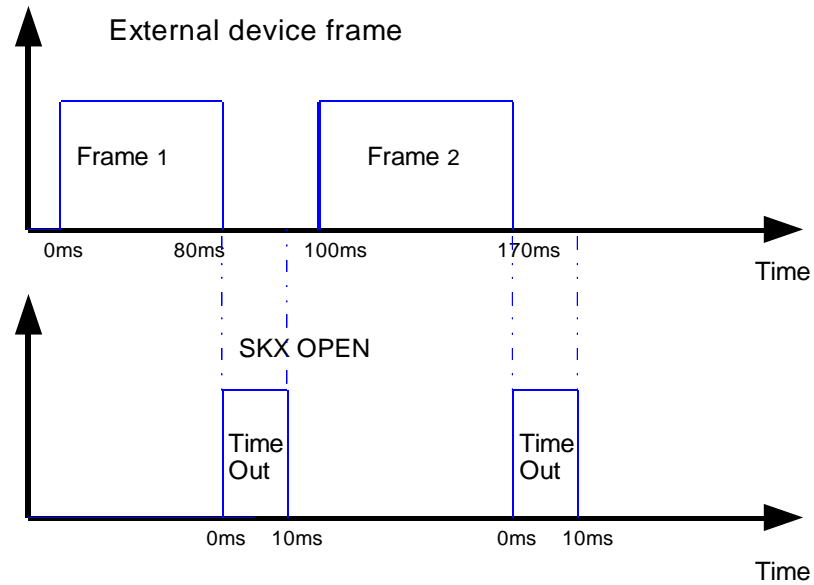 External device frame
Frame 1
Frame 2
0ms
80ms
100ms
170ms
Time
SKX OPEN
Time
Out
Time
Out
0ms
10ms
0ms
10ms
Time